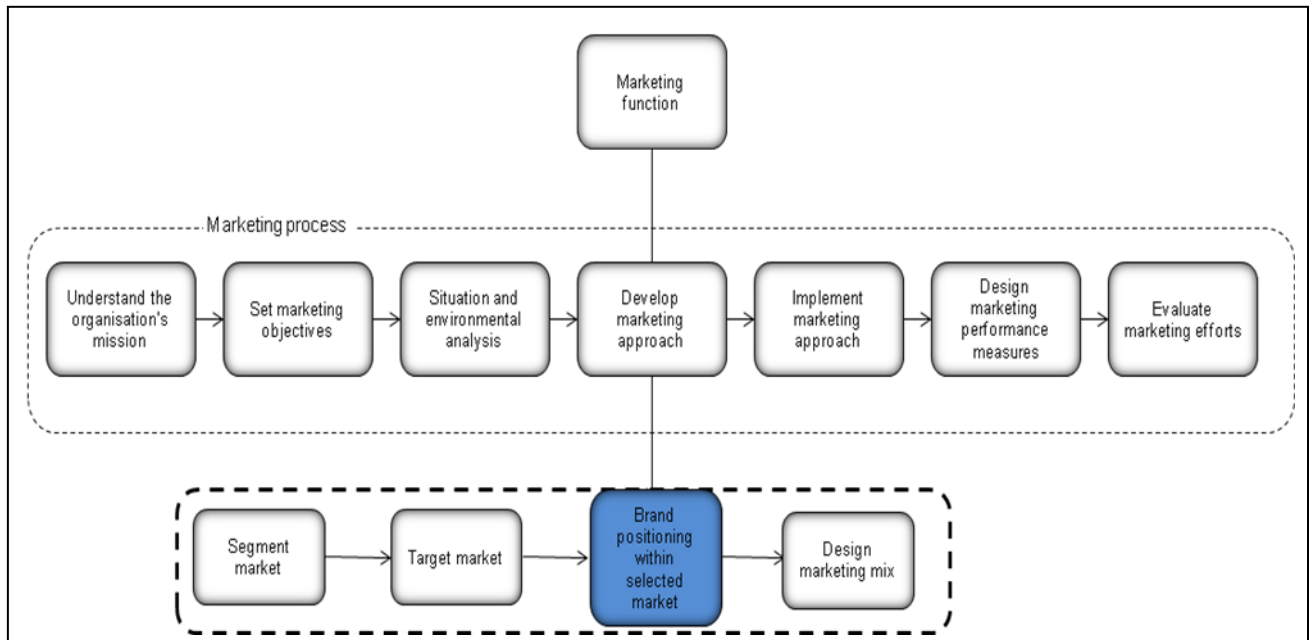 Marketing
function
Marketing process
Understand the
organisation's
mission
Set marketing
objectives
Situation and
environmental
analysis
Develop
marketing
approach
Implement
marketing
approach
Design
marketing
performance
measures
Evaluate
marketing efforts
Segment
market
Target market
Brand
positioning
within
selected
market
Design
marketing mix